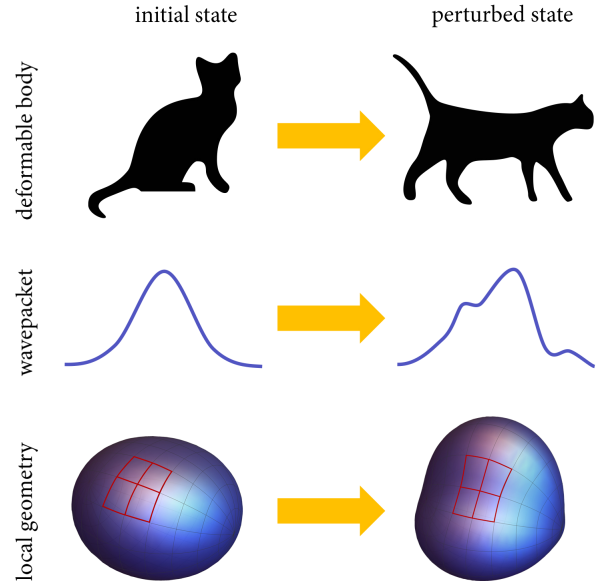 initial state
perturbed state
deformable body
wavepacket
local geometry